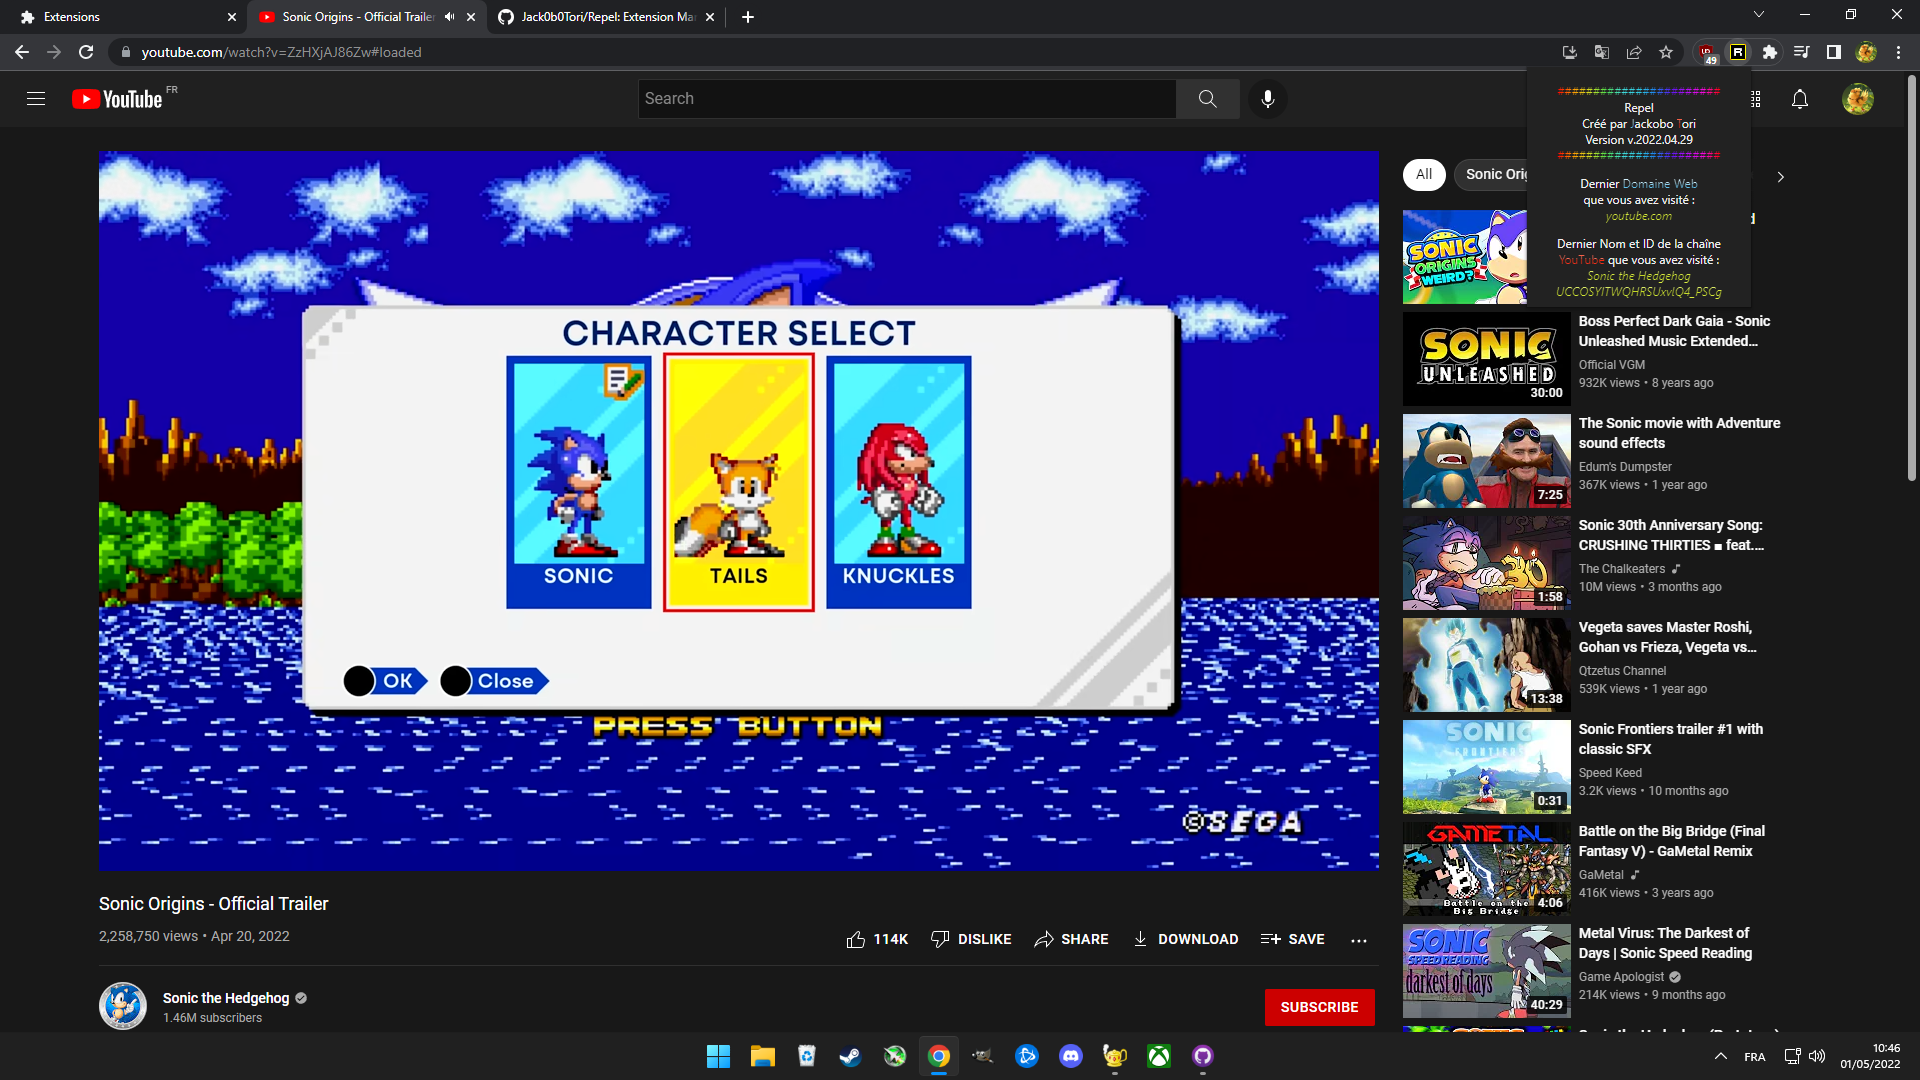 Extensions
Sonic Origins - Official Trailer
Jack0b0Tori/Repel: Extension Ma
youtube.com/watch?v=ZzHXjAJ86Zw#loaded
49
YouTube FR
Search
#######################
Repel
Créé par Jackobo Tori
Version v.2022.04.29
#######################
Dernier Domaine Web
que vous avez visité :
youtube.com
Dernier Nom et ID de la chaîne
YouTube que vous avez visité :
Sonic the Hedgehog
All
Sonic Orig
SONIC
ORIGINS
WEIRD?
CHARACTER SELECT
SONIC
TAILS
KNUCKLES
OK
Close
PRESS BUTTON
©SEGA
SONIC
UNLEASHED
30:00
Boss Perfect Dark Gaia - Sonic
Unleashed Music Extended...
Official VGM
932K views • 8 years ago
7:25
The Sonic movie with Adventure
sound effects
Edum's Dumpster
367K views • 1 year ago
30
1:58
Sonic 30th Anniversary Song:
CRUSHING THIRTIES ■ feat....
The Chalkeaters
10M views • 3 months ago
13:38
Vegeta saves Master Roshi,
Gohan vs Frieza, Vegeta vs...
Qtzetus Channel
539K views • 1 year ago
SONIC
FRONTIERS
0:31
Sonic Frontiers trailer #1 with
classic SFX
Speed Keed
3.2K views • 10 months ago
GAMETAL
Battle on the
Big Bridge
4:06
Battle on the Big Bridge (Final
Fantasy V) - GaMetal Remix
GaMetal
416K views • 3 years ago
SONIC
SPEED READING
darkest of days
40:29
Metal Virus: The Darkest of
Days | Sonic Speed Reading
Game Apologist
214K views • 9 months ago
Sonic Origins - Official Trailer
2,258,750 views • Apr 20, 2022
114K
DISLIKE
SHARE
DOWNLOAD
SAVE
Sonic the Hedgehog
1.46M subscribers
SUBSCRIBE
FRA
10:46
01/05/2022